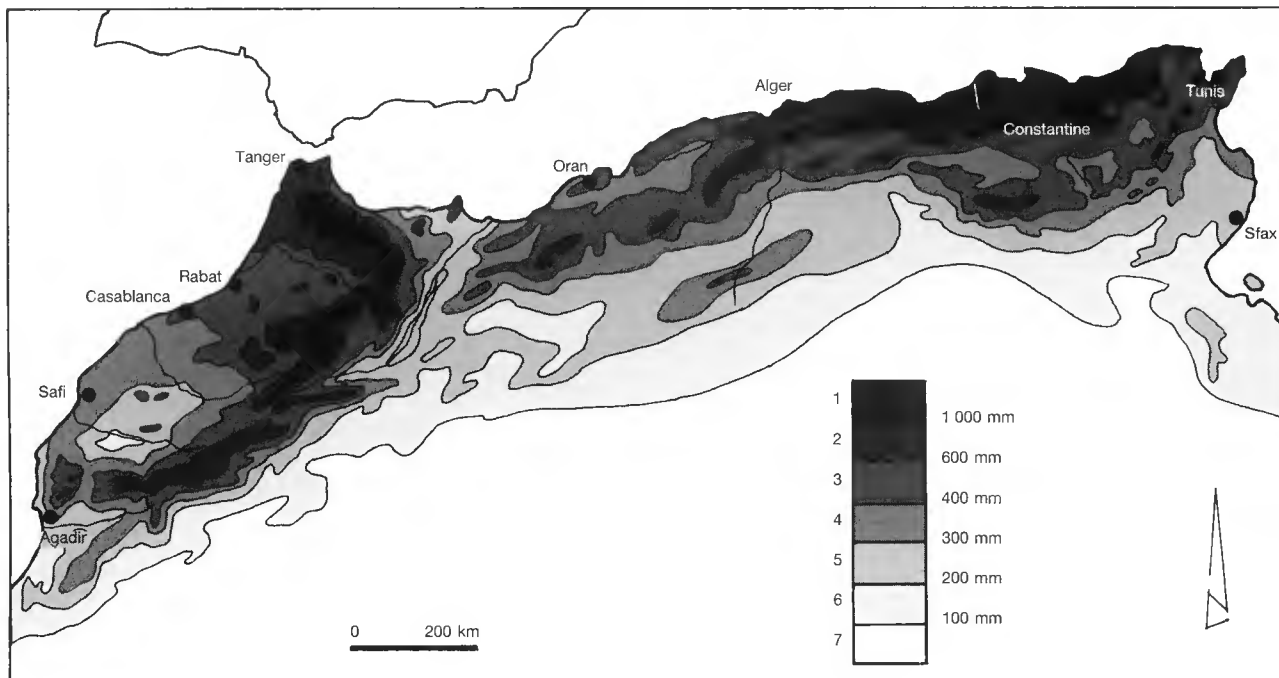 Alger
Tunis
Constantine
Tanger
Oran
Sfax
Rabat
Casablanca
Safi
Agadir
1
1 000 mm
2
600 mm
3
400 mm
4
300 mm
5
200 mm
6
100 mm
7
0 200 km